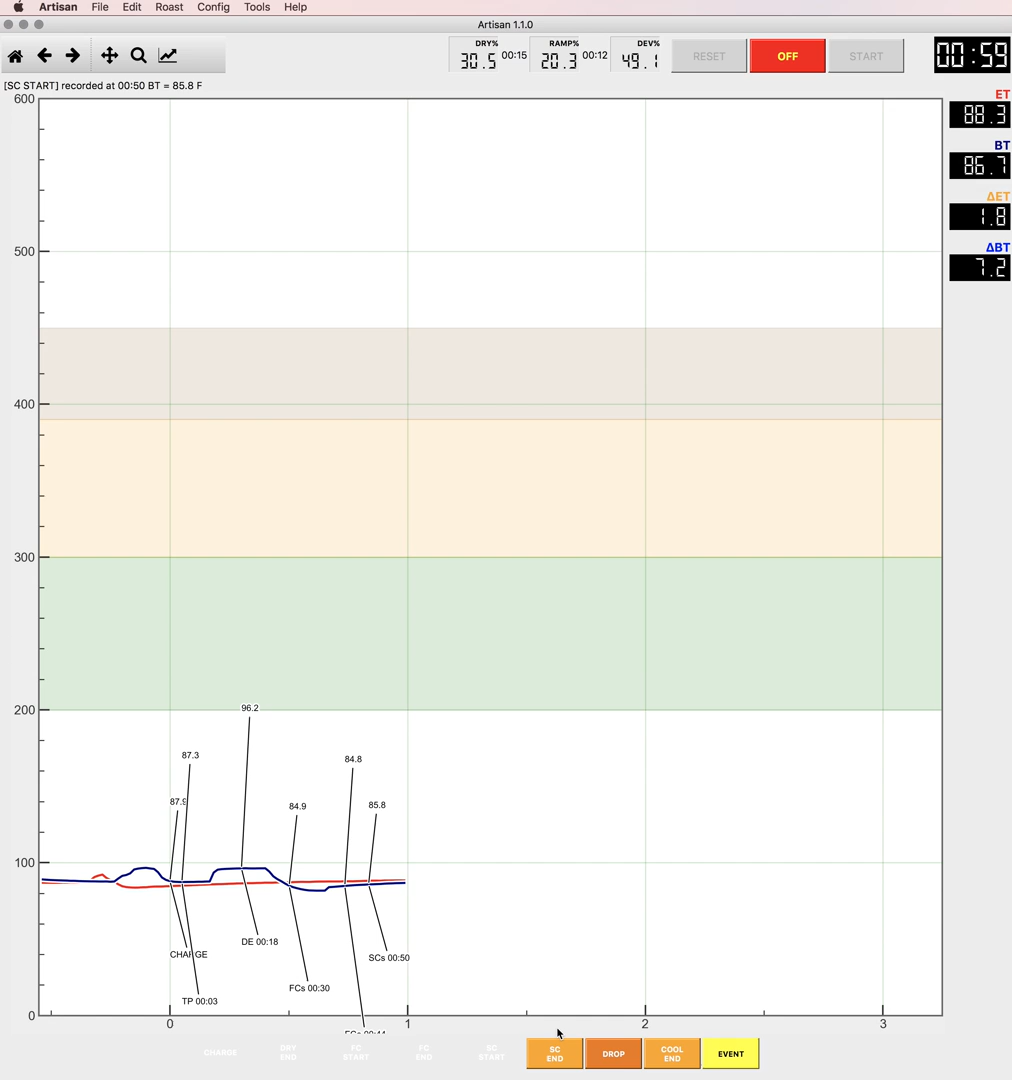 Artisan File Edit Roast Config Tools Help
Artisan 1.1.0
DRY% RAMP% DEV%
30.5 00:15 20.3 00:12 49.1 RESET OFF START 00:59
[SC START] recorded at 00:50 BT = 85.8 F
600
ET
88.3
BT
86.7
ΔET
1.8
ΔBT
7.2
500
400
300
200
96.2
87.3
84.8
87.9
84.9
85.8
100
DE 00:18
CHARGE
SCs 00:50
FCs 00:30
TP 00:03
0
0 1 2 3
CHARGE
DRY END
FC START
FC END
SC START
SC END
DROP
COOL END
EVENT